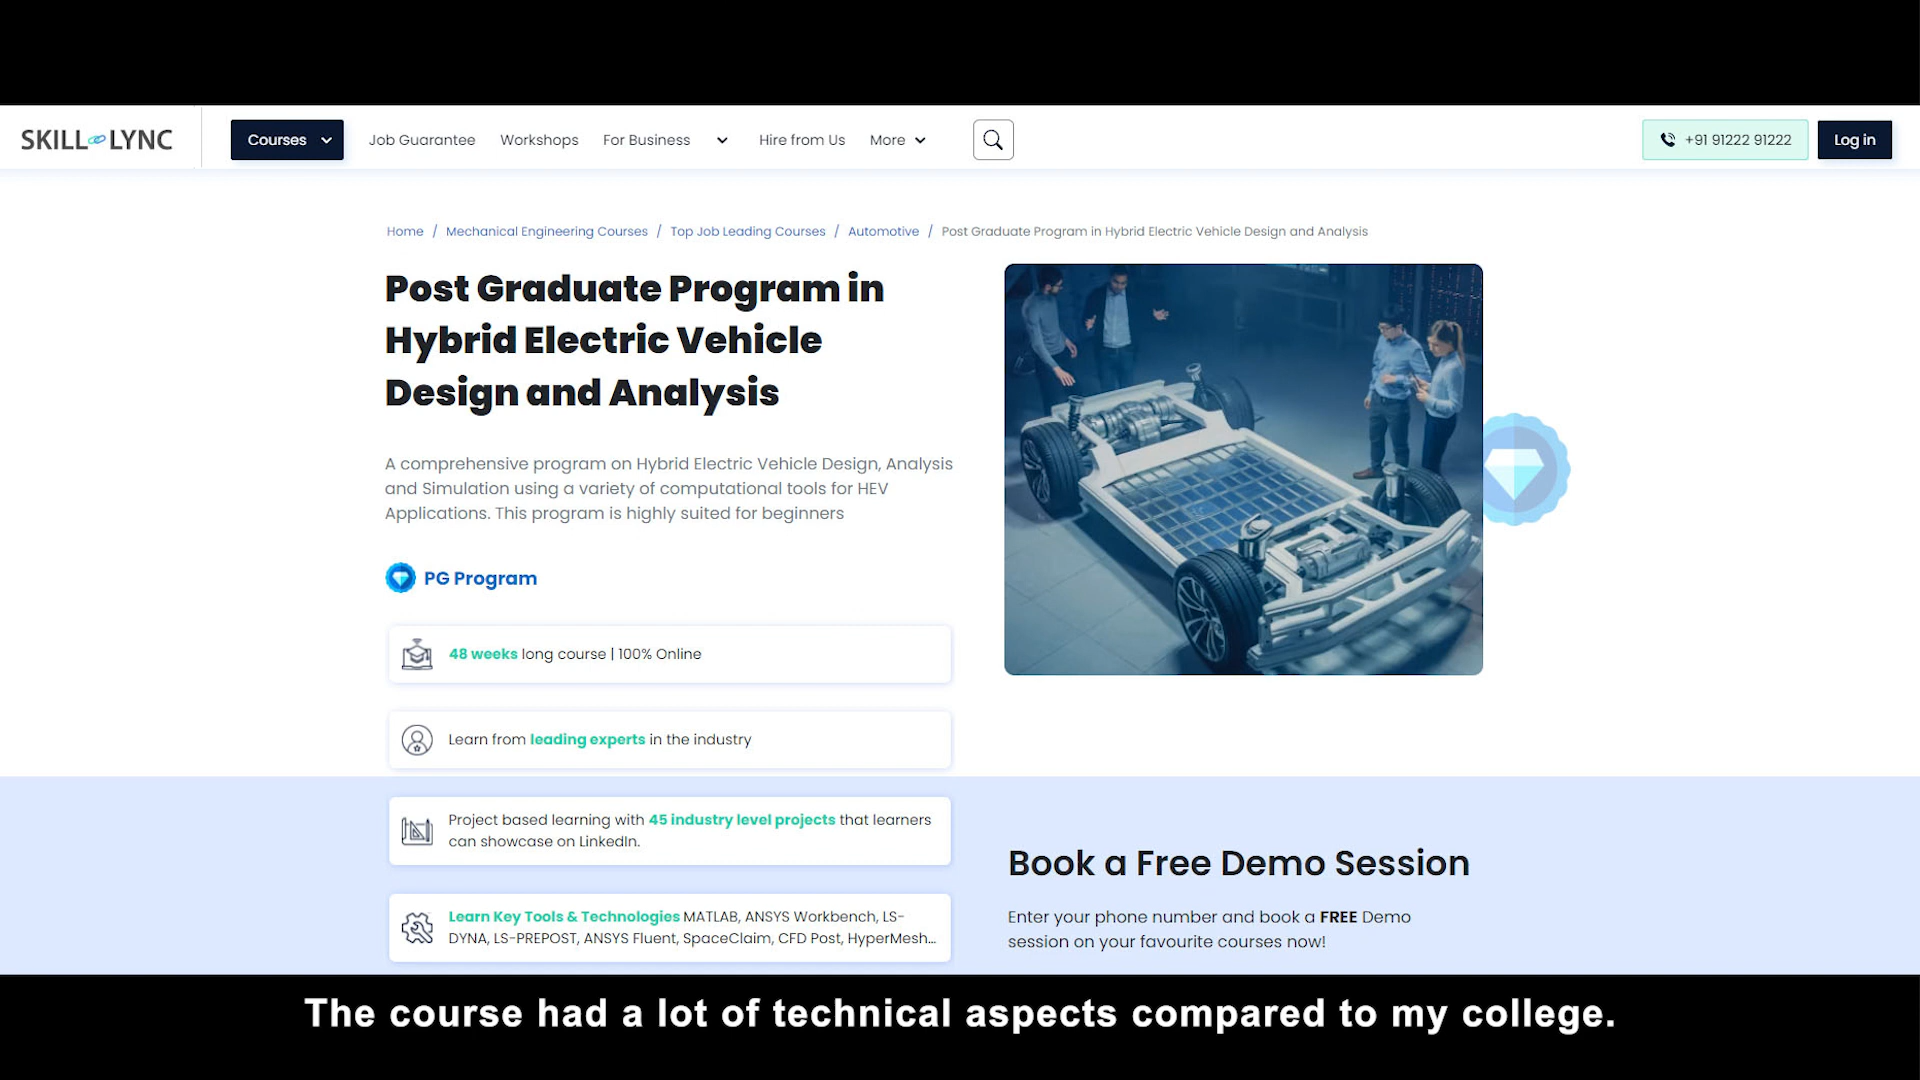 SKILL LYNC
Courses
Job Guarantee
Workshops
For Business
Hire from Us
More
+91 91222 91222
Log in
Home / Mechanical Engineering Courses / Top Job Leading Courses / Automotive / Post Graduate Program in Hybrid Electric Vehicle Design and Analysis
Post Graduate Program in
Hybrid Electric Vehicle
Design and Analysis
A comprehensive program on Hybrid Electric Vehicle Design, Analysis
and Simulation using a variety of computational tools for HEV
Applications. This program is highly suited for beginners
PG Program
48 weeks long course | 100% Online
Learn from leading experts in the industry
Project based learning with 45 industry level projects that learners
can showcase on LinkedIn.
Learn Key Tools & Technologies MATLAB, ANSYS Workbench, LS-
DYNA, LS-PREPOST, ANSYS Fluent, SpaceClaim, CFD Post, HyperMesh...
Book a Free Demo Session
Enter your phone number and book a FREE Demo
session on your favourite courses now!
The course had a lot of technical aspects compared to my college.